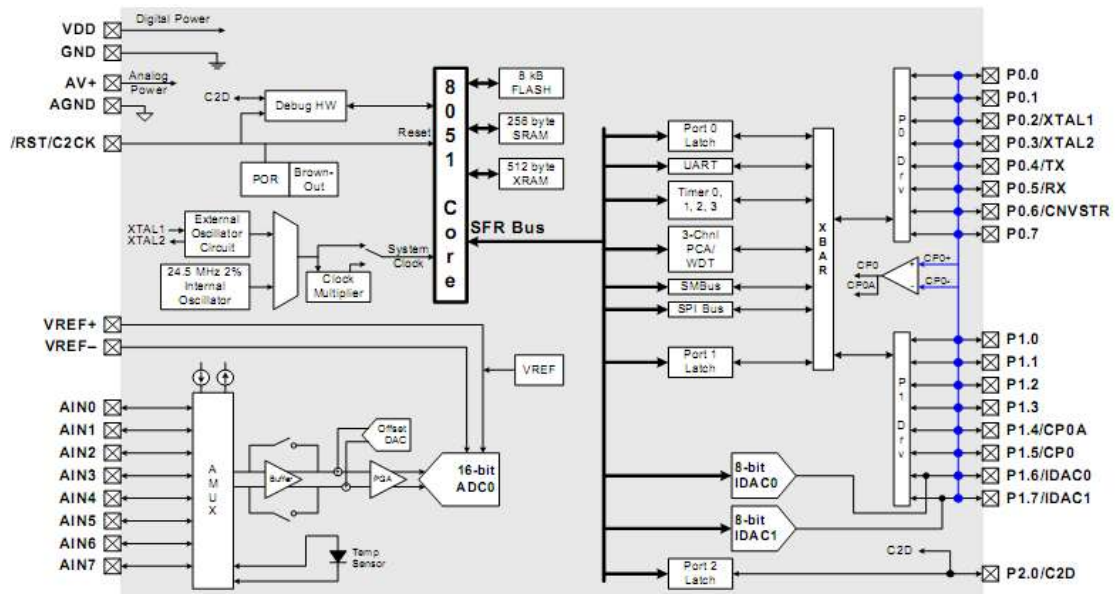 VDD
Digital Power
GND
AV+
Analog
Power
AGND
/RST/C2CK
C2D
Debug HW
Reset
POR
Brown-
Out
XTAL1
XTAL2
External
Oscillator
Circuit
24.5 MHz 2%
Internal
Oscillator
Clock
Multiplier
System
Clock
8051 Core
8 kB
FLASH
256 byte
SRAM
512 byte
XRAM
SFR Bus
Port 0
Latch
UART
Timer 0,
1, 2, 3
3-Chnl
PCA/
WDT
SMBus
SPI Bus
Port 1
Latch
XBAR
P0 Drv
P0.0
P0.1
P0.2/XTAL1
P0.3/XTAL2
P0.4/TX
P0.5/RX
P0.6/CNVSTR
P0.7
CP0
CP0A
+
-
CP0+
CP0-
P1 Drv
P1.0
P1.1
P1.2
P1.3
P1.4/CP0A
P1.5/CP0
P1.6/IDAC0
P1.7/IDAC1
VREF+
VREF–
VREF
AIN0
AIN1
AIN2
AIN3
AIN4
AIN5
AIN6
AIN7
AMUX
Buffer
Offset
DAC
PGA
16-bit
ADC0
Temp
Sensor
8-bit
IDAC0
8-bit
IDAC1
Port 2
Latch
C2D
P2.0/C2D